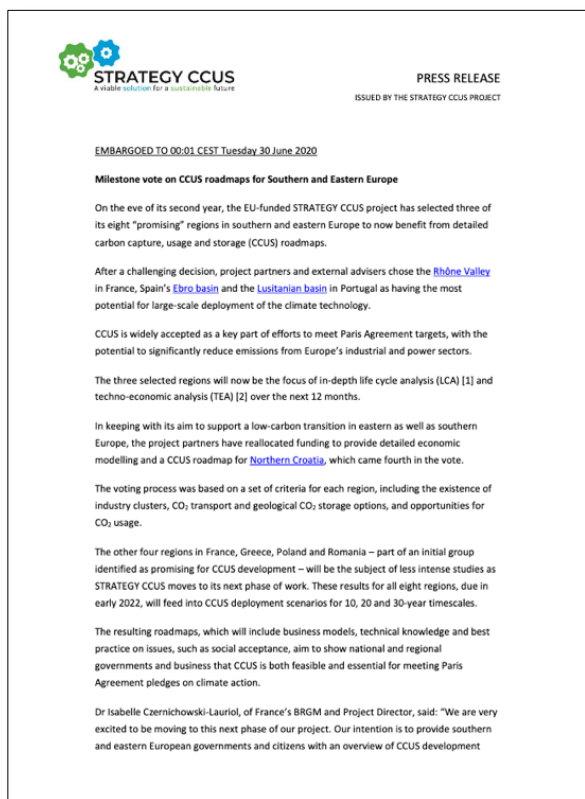 STRATEGY CCUS
A viable solution for a sustainable future
PRESS RELEASE
ISSUED BY THE STRATEGY CCUS PROJECT
EMBARGOED TO 00:01 CEST Tuesday 30 June 2020
Milestone vote on CCUS roadmaps for Southern and Eastern Europe
On the eve of its second year, the EU-funded STRATEGY CCUS project has selected three of
its eight “promising” regions in southern and eastern Europe to now benefit from detailed
carbon capture, usage and storage (CCUS) roadmaps.
After a challenging decision, project partners and external advisers chose the Rhône Valley
in France, Spain’s Ebro basin and the Lusitanian basin in Portugal as having the most
potential for large-scale deployment of the climate technology.
CCUS is widely accepted as a key part of efforts to meet Paris Agreement targets, with the
potential to significantly reduce emissions from Europe’s industrial and power sectors.
The three selected regions will now be the focus of in-depth life cycle analysis (LCA) [1] and
techno-economic analysis (TEA) [2] over the next 12 months.
In keeping with its aim to support a low-carbon transition in eastern as well as southern
Europe, the project partners have reallocated funding to provide detailed economic
modelling and a CCUS roadmap for Northern Croatia, which came fourth in the vote.
The voting process was based on a set of criteria for each region, including the existence of
industry clusters, CO₂ transport and geological CO₂ storage options, and opportunities for
CO₂ usage.
The other four regions in France, Greece, Poland and Romania – part of an initial group
identified as promising for CCUS development – will be the subject of less intense studies as
STRATEGY CCUS moves to its next phase of work. These results for all eight regions, due in
early 2022, will feed into CCUS deployment scenarios for 10, 20 and 30-year timescales.
The resulting roadmaps, which will include business models, technical knowledge and best
practice on issues, such as social acceptance, aim to show national and regional
governments and business that CCUS is both feasible and essential for meeting Paris
Agreement pledges on climate action.
Dr Isabelle Czernichowski-Lauriol, of France’s BRGM and Project Director, said: “We are very
excited to be moving to this next phase of our project. Our intention is to provide southern
and eastern European governments and citizens with an overview of CCUS development